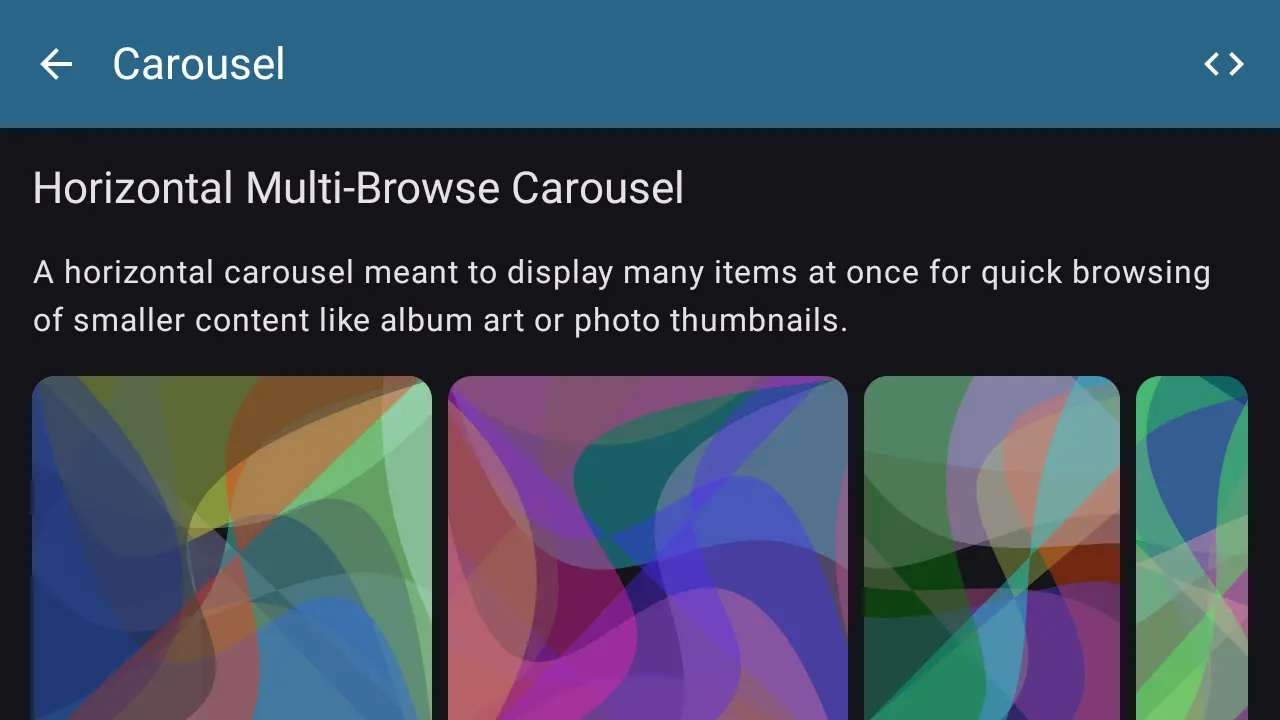 Carousel
Horizontal Multi-Browse Carousel
A horizontal carousel meant to display many items at once for quick browsing
of smaller content like album art or photo thumbnails.